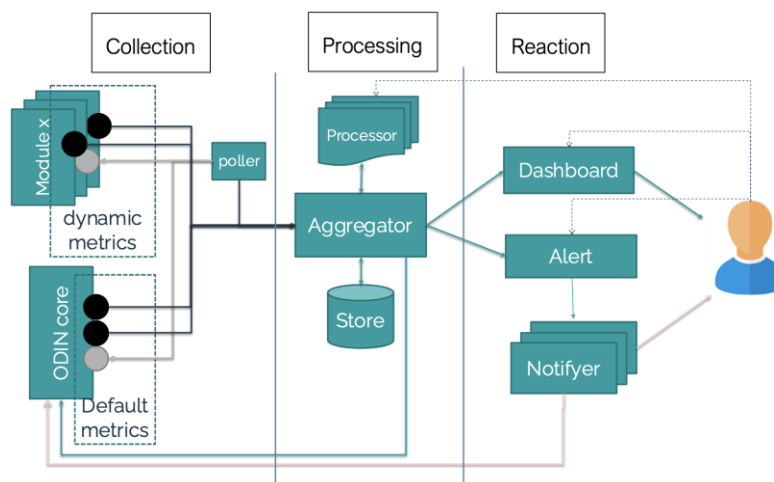 Collection
Processing
Reaction
Module x
dynamic
metrics
poller
Processor
Aggregator
Store
Dashboard
Alert
Notifyer
ODIN core
Default
metrics